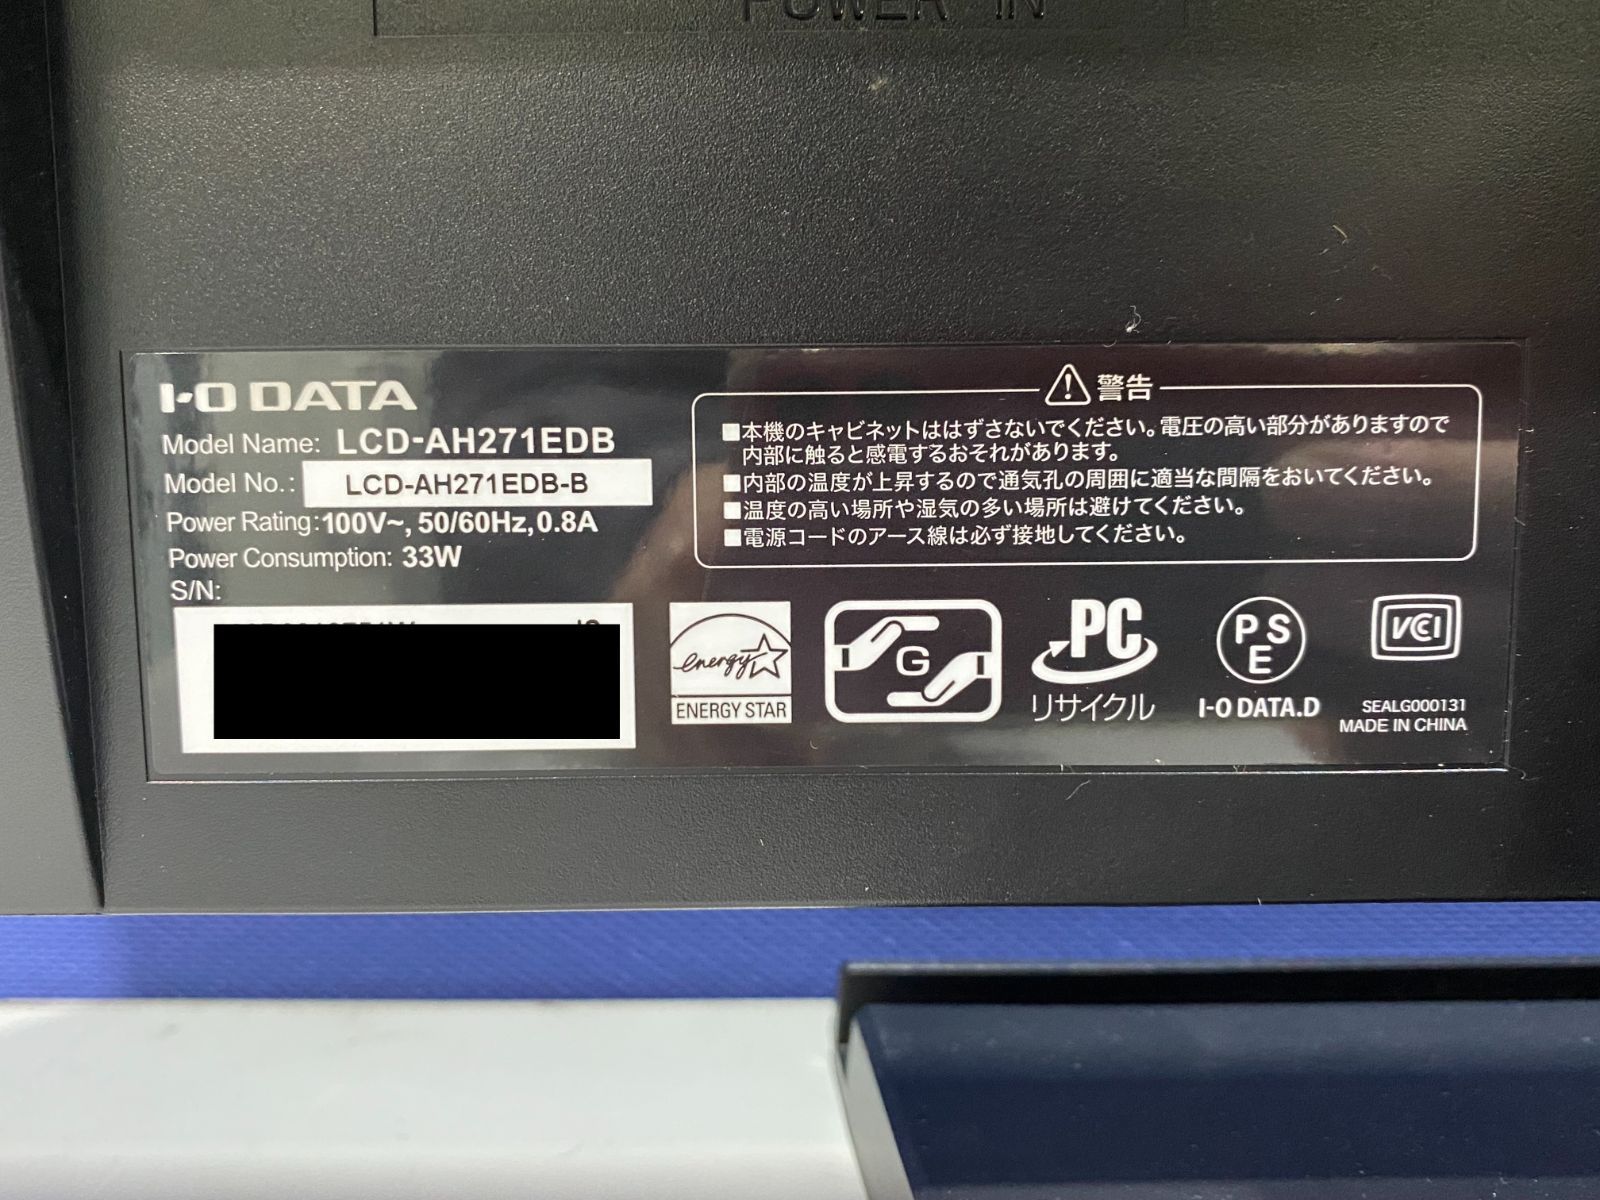 POWER IN
I-O DATA
Model Name: LCD-AH271EDB
Model No.: LCD-AH271EDB-B
Power Rating: 100V~, 50/60Hz, 0.8A
Power Consumption: 33W
S/N:
警告
■本機のキャビネットははずさないでください。電圧の高い部分がありますので
内部に触ると感電するおそれがあります。
■内部の温度が上昇するので通気孔の周囲に適当な間隔をおいてください。
■温度の高い場所や湿気の多い場所は避けてください。
■電源コードのアース線は必ず接地してください。
energy
ENERGY STAR
G
PC
リサイクル
PS
E
I-O DATA.D
VCCI
SEALG000131
MADE IN CHINA